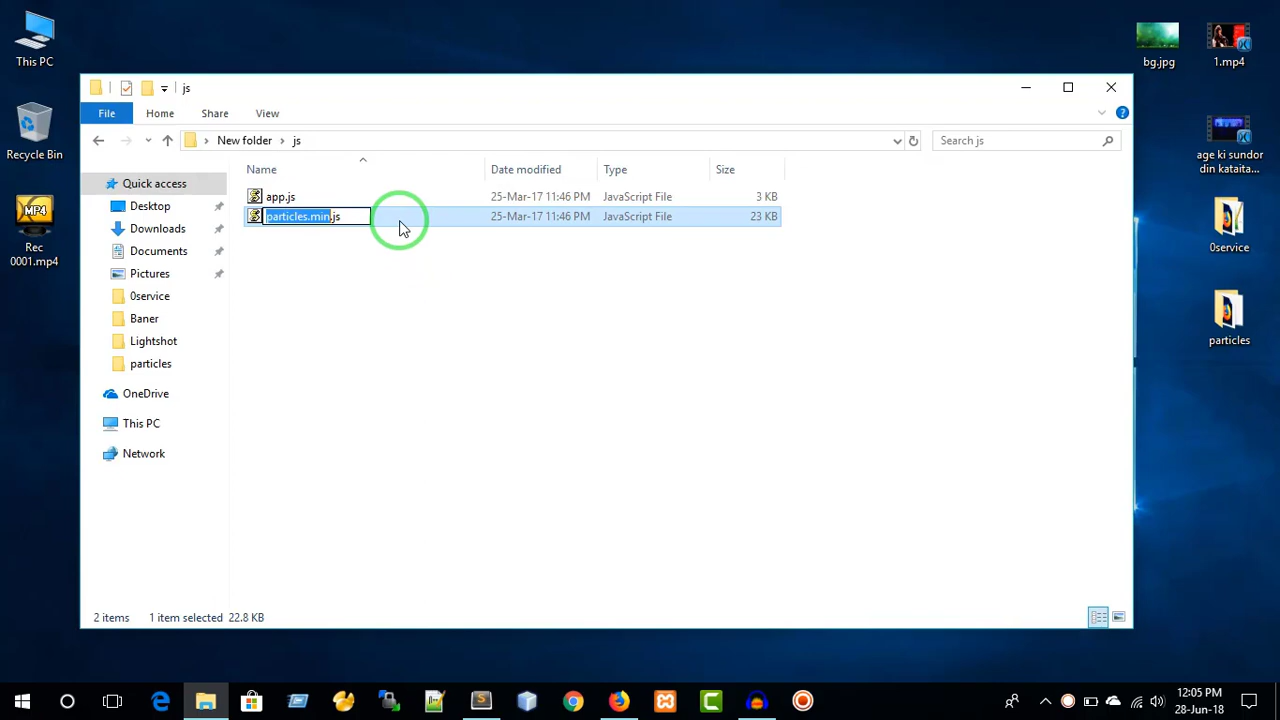 This PC
Recycle Bin
MP4
Rec
0001.mp4
bg.jpg
1.mp4
age ki sundor
din kataita...
0service
particles
js
File
Home
Share
View
New folder
js
Search js
Name
Date modified
Type
Size
Quick access
Desktop
Downloads
Documents
Pictures
0service
Baner
Lightshot
particles
OneDrive
This PC
Network
app.js
25-Mar-17 11:46 PM
JavaScript File
3 KB
particles.min.js
25-Mar-17 11:46 PM
JavaScript File
23 KB
2 items
1 item selected
22.8 KB
12:05 PM
28-Jun-18